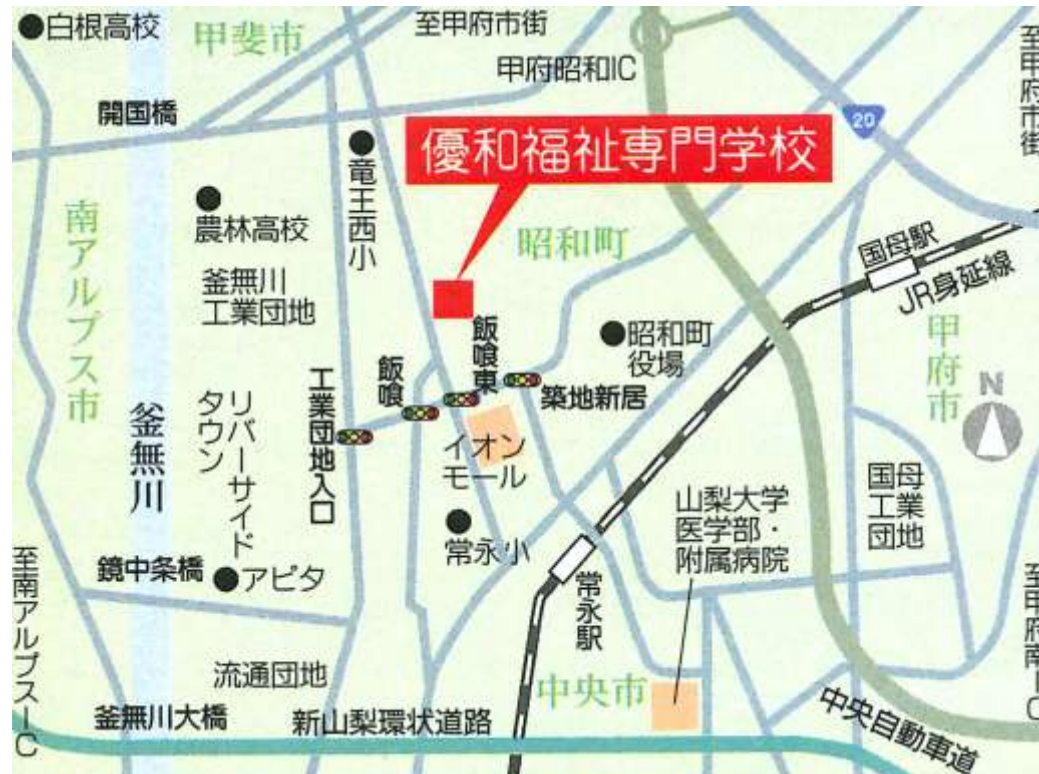 白根高校
甲斐市
至甲府市街
甲府昭和IC
至甲府市街
開国橋
20
優和福祉専門学校
竜王西小
農林高校
南アルプス市
昭和町
国母駅
JR身延線
釜無川
工業団地
甲府市
飯喰東
昭和町
役場
飯喰
工業団地入口
築地新居
N
リバーサイド
タウン
釜無川
イオン
モール
国母
工業
団地
山梨大学
医学部・
附属病院
常永小
至南アルプスIC
鏡中条橋
アピタ
常永駅
至甲府南IC
流通団地
中央市
釜無川大橋
新山梨環状道路
中央自動車道